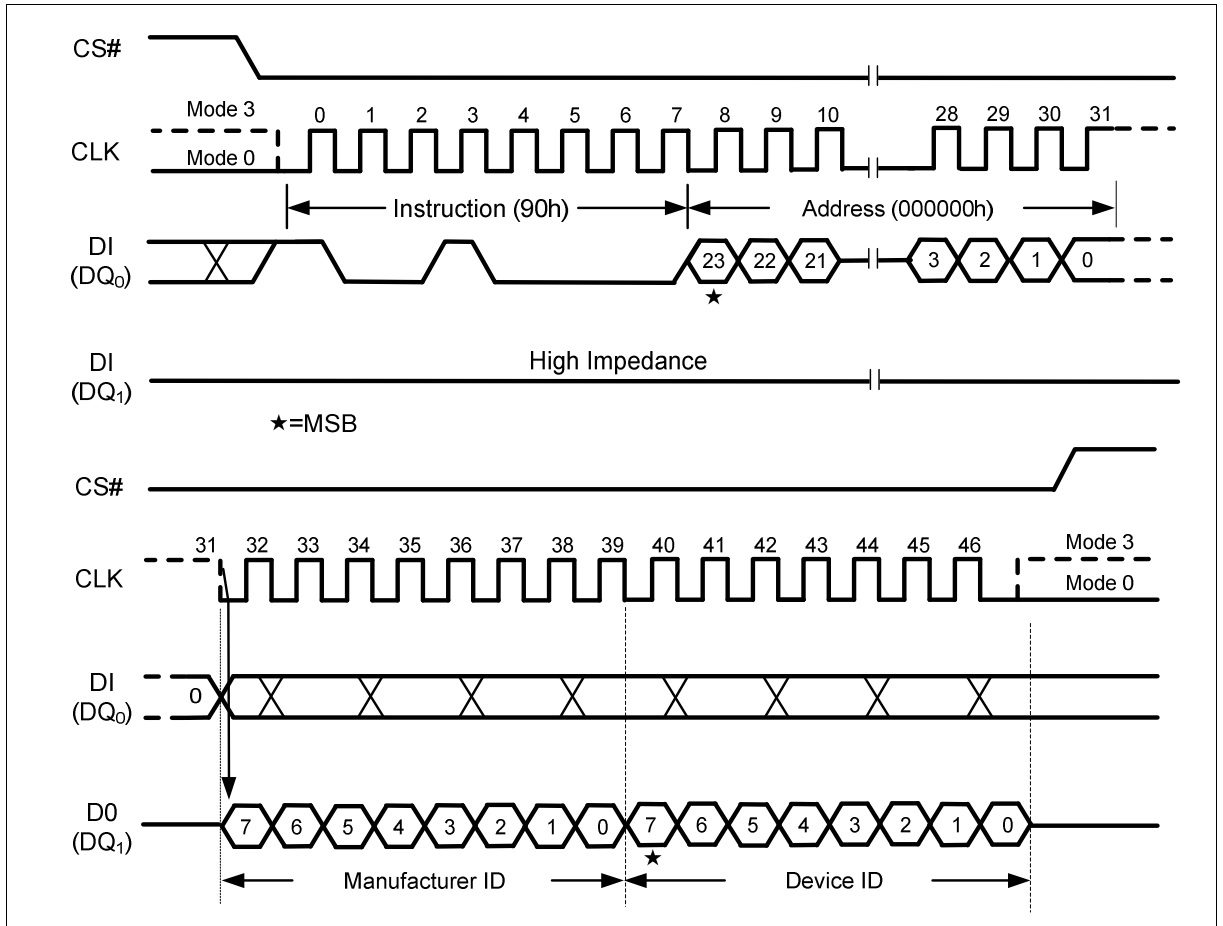 CS#
Mode 3
0 1 2 3 4 5 6 7 8 9 10 28 29 30 31
CLK
Mode 0
Instruction (90h) Address (000000h)
DI
(DQ0)
23 22 21 3 2 1 0
★
High Impedance
DI
(DQ1)
★=MSB
CS#
31 32 33 34 35 36 37 38 39 40 41 42 43 44 45 46
Mode 3
CLK
Mode 0
DI
(DQ0)
0
D0
(DQ1)
7 6 5 4 3 2 1 0 7 6 5 4 3 2 1 0
★
Manufacturer ID Device ID